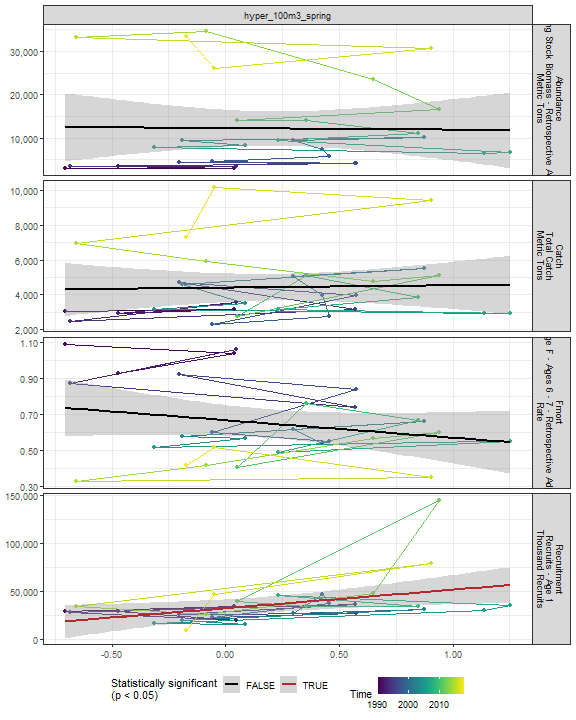 hyper_100m3_spring
30,000
20,000
10,000
Abundance
ng Stock Biomass - Retrospective A
Metric Tons
10,000
8,000
6,000
4,000
2,000
Catch
Total Catch
Metric Tons
1.10
0.90
0.70
0.50
0.30
Fmort
e F - Ages 6 - 7 - Retrospective Ad
Rate
150,000
100,000
50,000
0
Recruitment
Recruits - Age 1
Thousand Recruits
-0.50
0.00
0.50
1.00
Statistically significant
(p < 0.05)
FALSE
TRUE
Time
1990
2000
2010